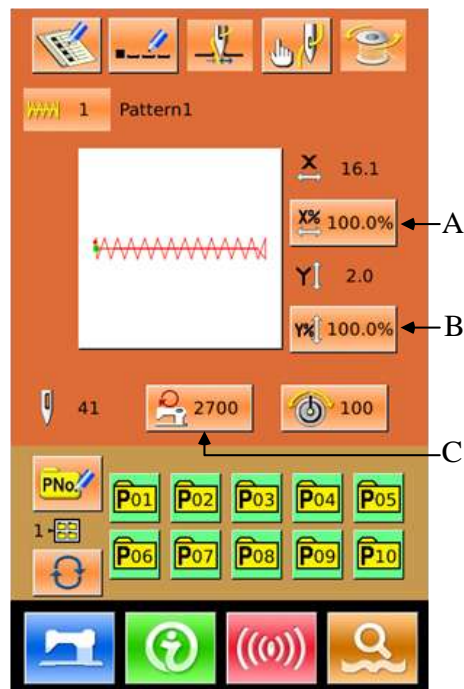 1 Pattern1
X 16.1
X% 100.0% A
Y 2.0
Y% 100.0% B
41 2700 100
C
PNo.
P01 P02 P03 P04 P05
1-
P06 P07 P08 P09 P10